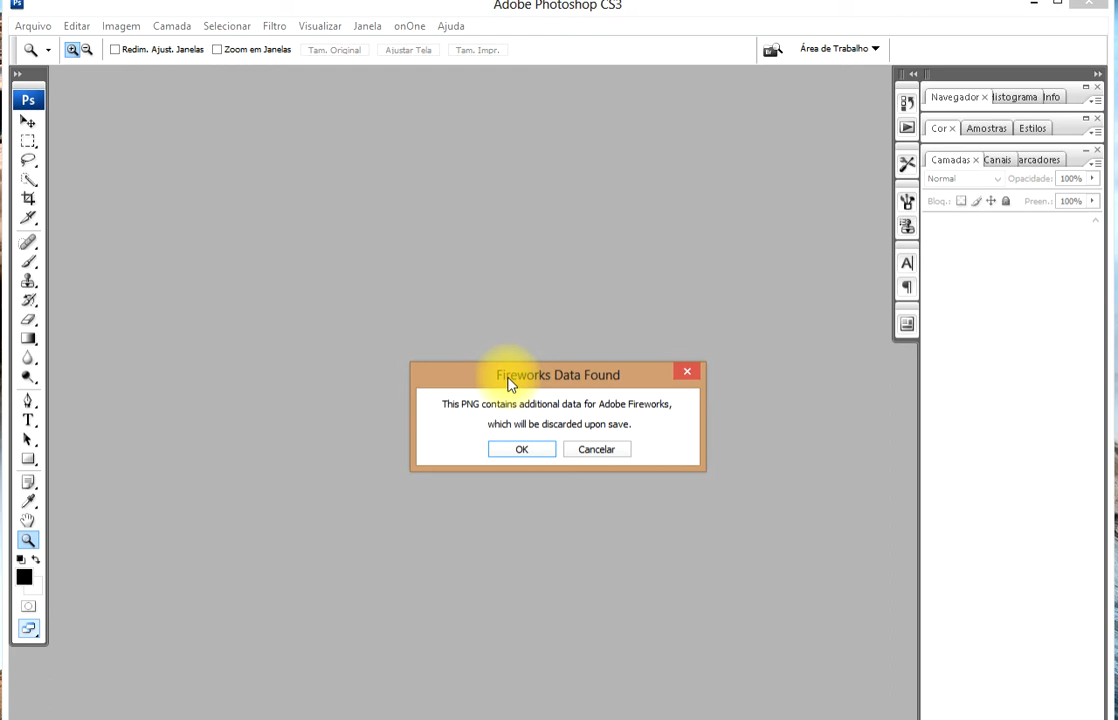 Adobe Photoshop CS3
Arquivo Editar Imagem Camada Selecionar Filtro Visualizar Janela onOne Ajuda
Redim. Ajust. Janelas Zoom em Janelas Tam. Original Ajustar Tela Tam. Impr. Área de Trabalho
Ps
Navegador × Histograma Info
Cor × Amostras Estilos
Camadas × Canais arcadores
Normal Opacidade: 100%
Bloq.: Preen.: 100%
Fireworks Data Found
This PNG contains additional data for Adobe Fireworks,
which will be discarded upon save.
OK Cancelar